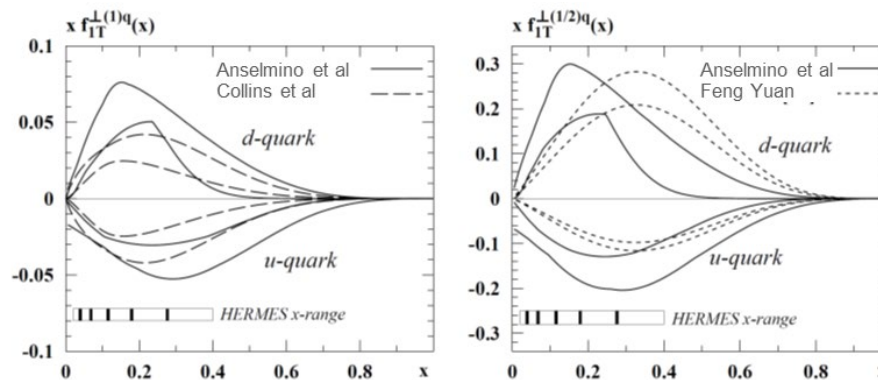 x f1T⊥(1)q(x)
0.1
0.05
0
-0.05
-0.1
Anselmino et al
Collins et al
d-quark
u-quark
HERMES x-range
0 0.2 0.4 0.6 0.8 x
x f1T⊥(1/2)q(x)
0.3
0.2
0.1
0
-0.1
-0.2
-0.3
Anselmino et al
Feng Yuan
d-quark
u-quark
HERMES x-range
0 0.2 0.4 0.6 0.8 x